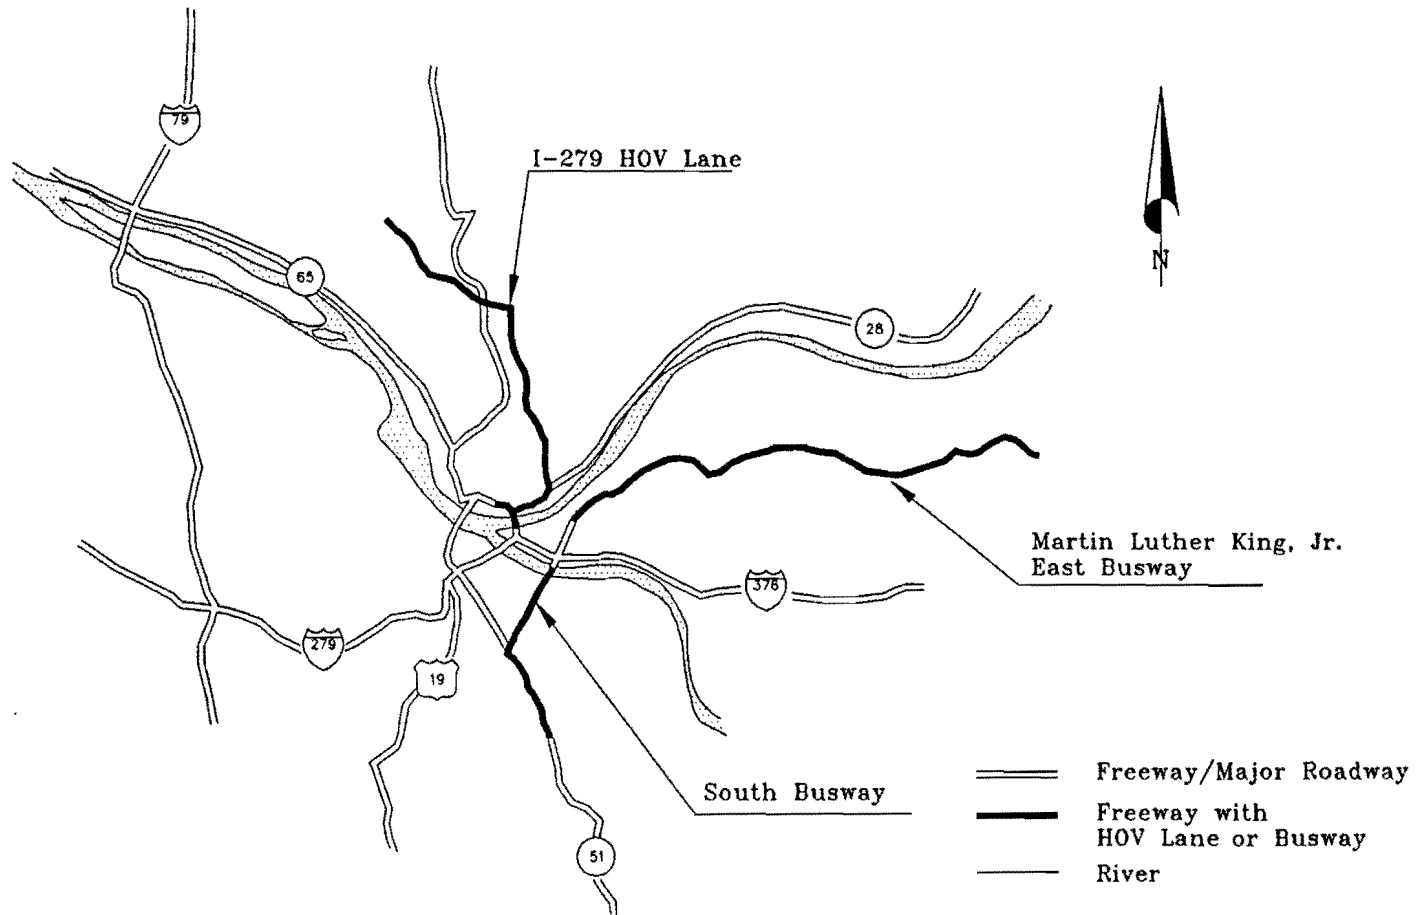 79
I-279 HOV Lane
N
65
28
Martin Luther King, Jr.
East Busway
376
279
19
South Busway
Freeway/Major Roadway
Freeway with
HOV Lane or Busway
51
River